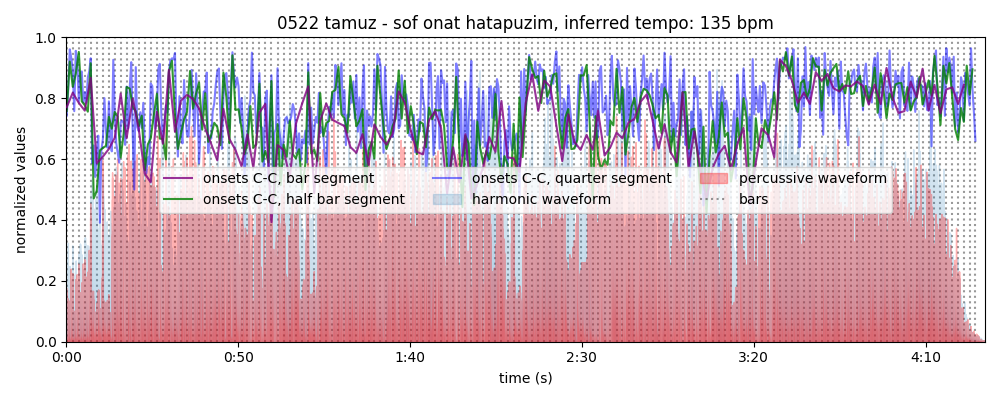 0522 tamuz - sof onat hatapuzim, inferred tempo: 135 bpm
1.0
0.8
0.6
0.4
0.2
0.0
normalized values
onsets C-C, bar segment
onsets C-C, half bar segment
onsets C-C, quarter segment
harmonic waveform
percussive waveform
bars
0:00 0:50 1:40 2:30 3:20 4:10
time (s)